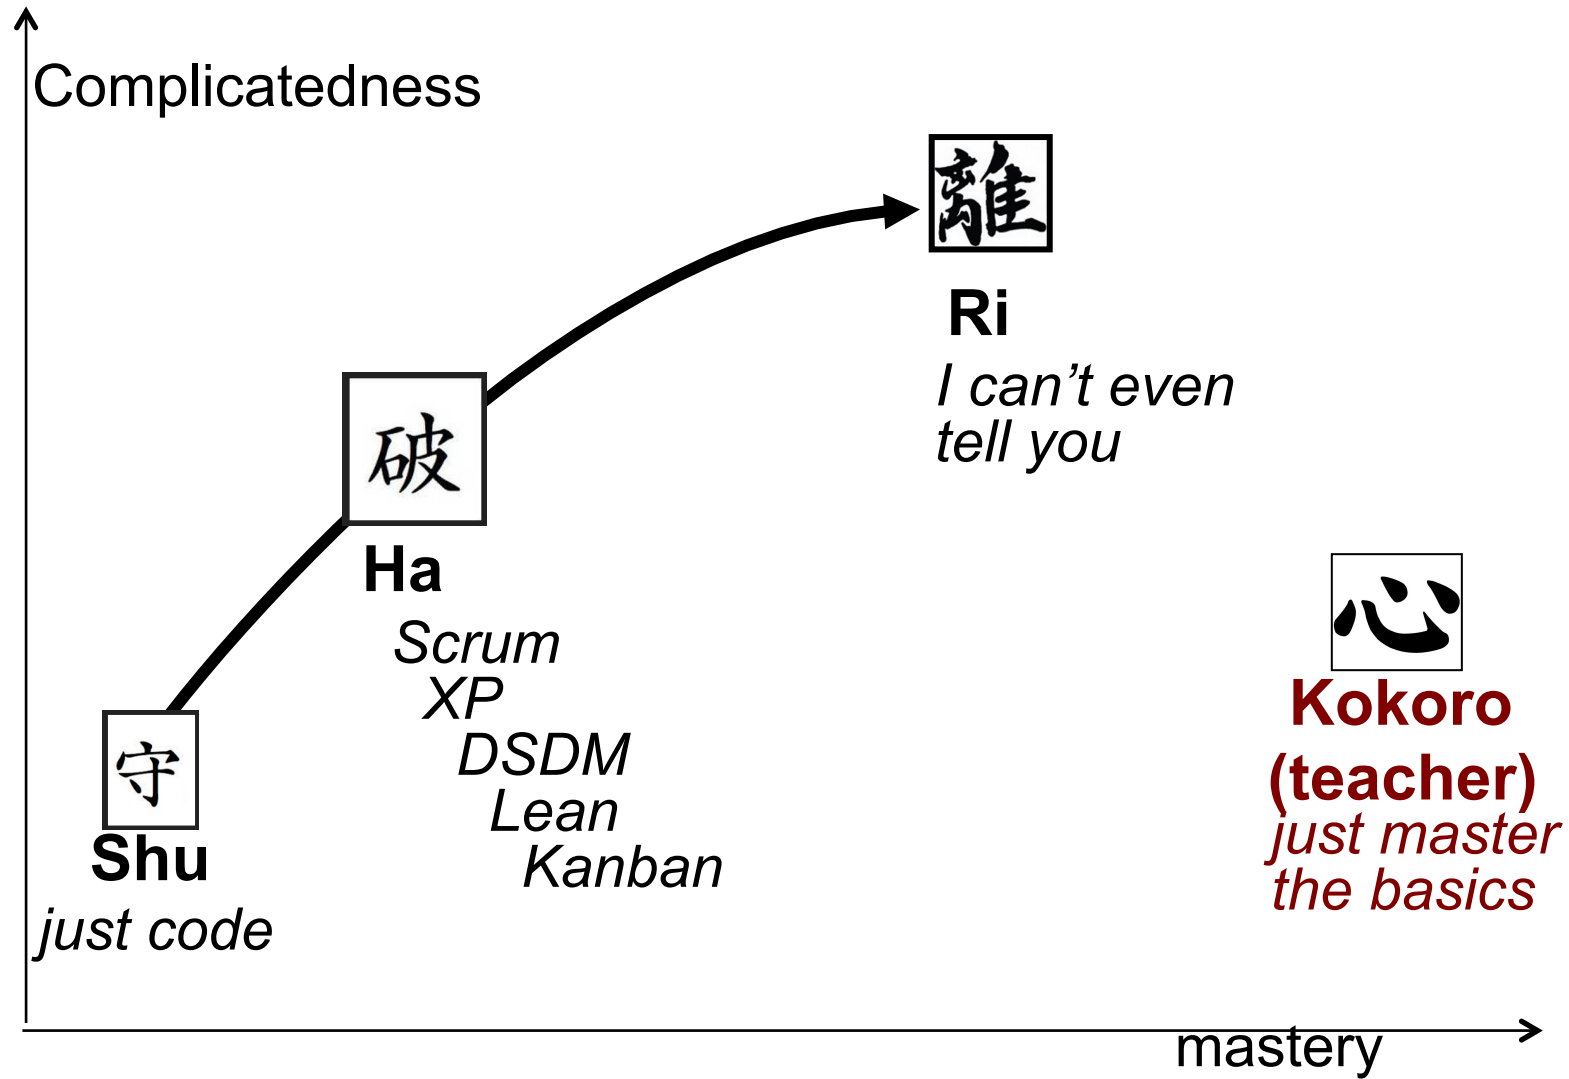 Complicatedness
離
Ri
I can’t even
tell you
破
Ha
Scrum
XP
DSDM
Lean
Kanban
守
Shu
just code
心
Kokoro
(teacher)
just master
the basics
mastery